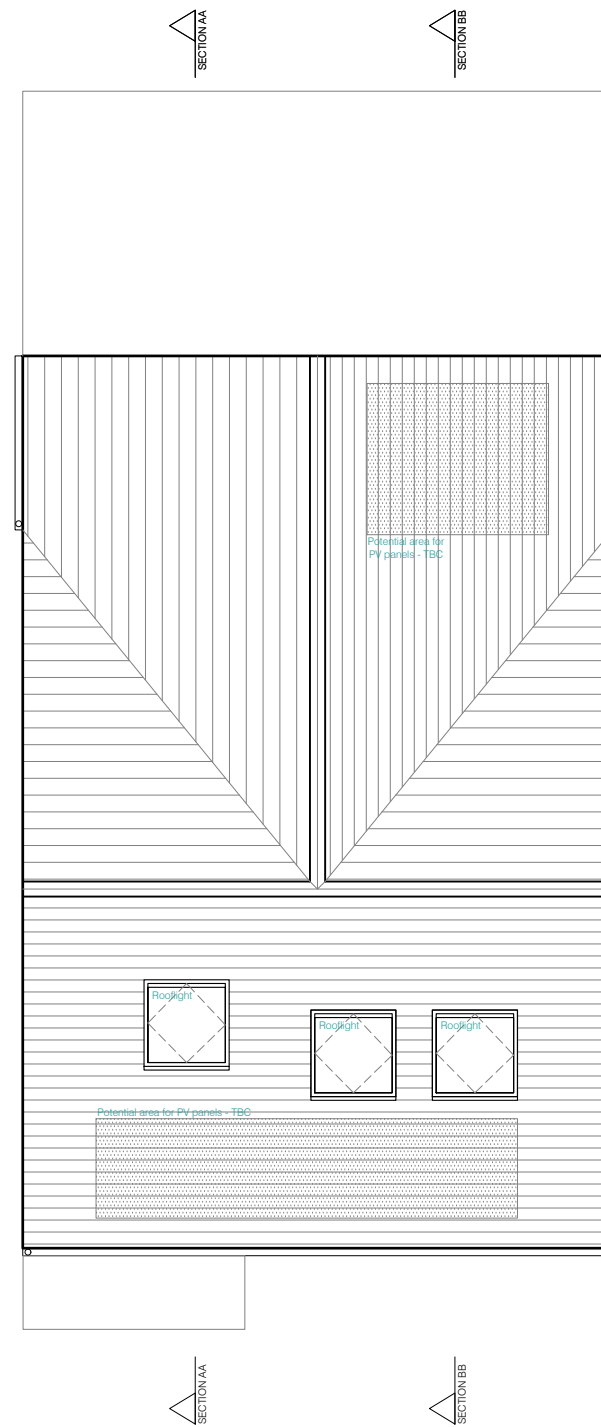 SECTION AA
SECTION BB
Potential area for
PV panels - TBC
Rooflight
Rooflight
Rooflight
Potential area for PV panels - TBC
SECTION AA
SECTION BB